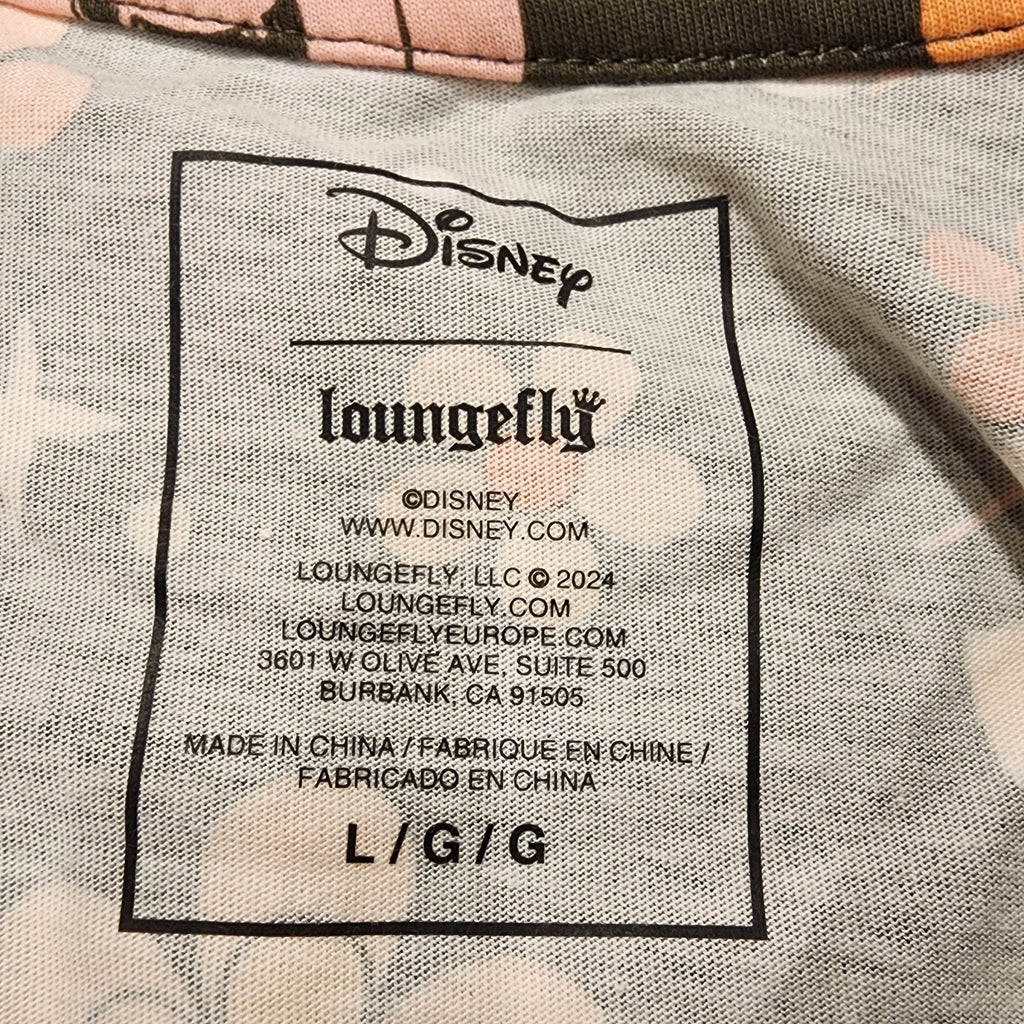 Disney
loungefly
©DISNEY
WWW.DISNEY.COM
LOUNGEFLY, LLC © 2024
LOUNGEFLY.COM
LOUNGEFLYEUROPE.COM
3601 W OLIVE AVE, SUITE 500
BURBANK, CA 91505
MADE IN CHINA / FABRIQUE EN CHINE /
FABRICADO EN CHINA
L / G / G